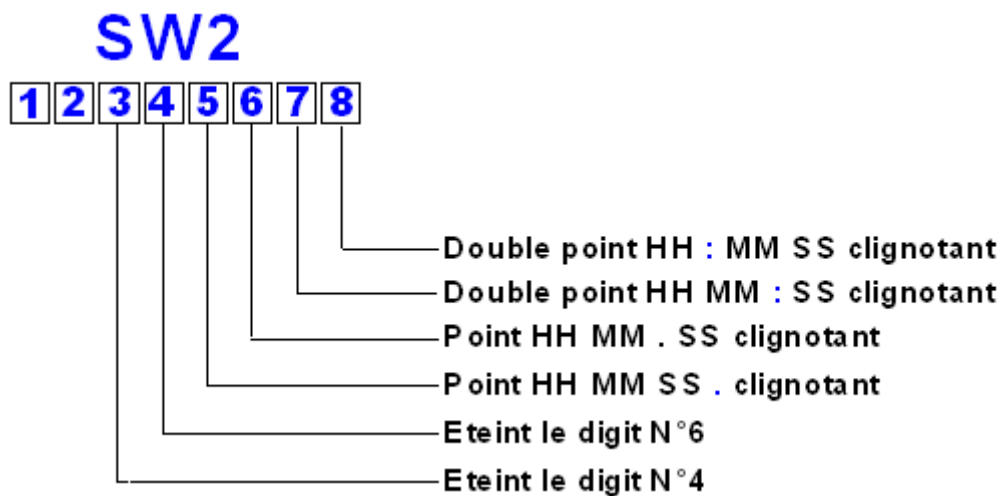 SW2
1 2 3 4 5 6 7 8
Double point HH : MM SS clignotant
Double point HH MM : SS clignotant
Point HH MM . SS clignotant
Point HH MM SS . clignotant
Eteint le digit N°6
Eteint le digit N°4